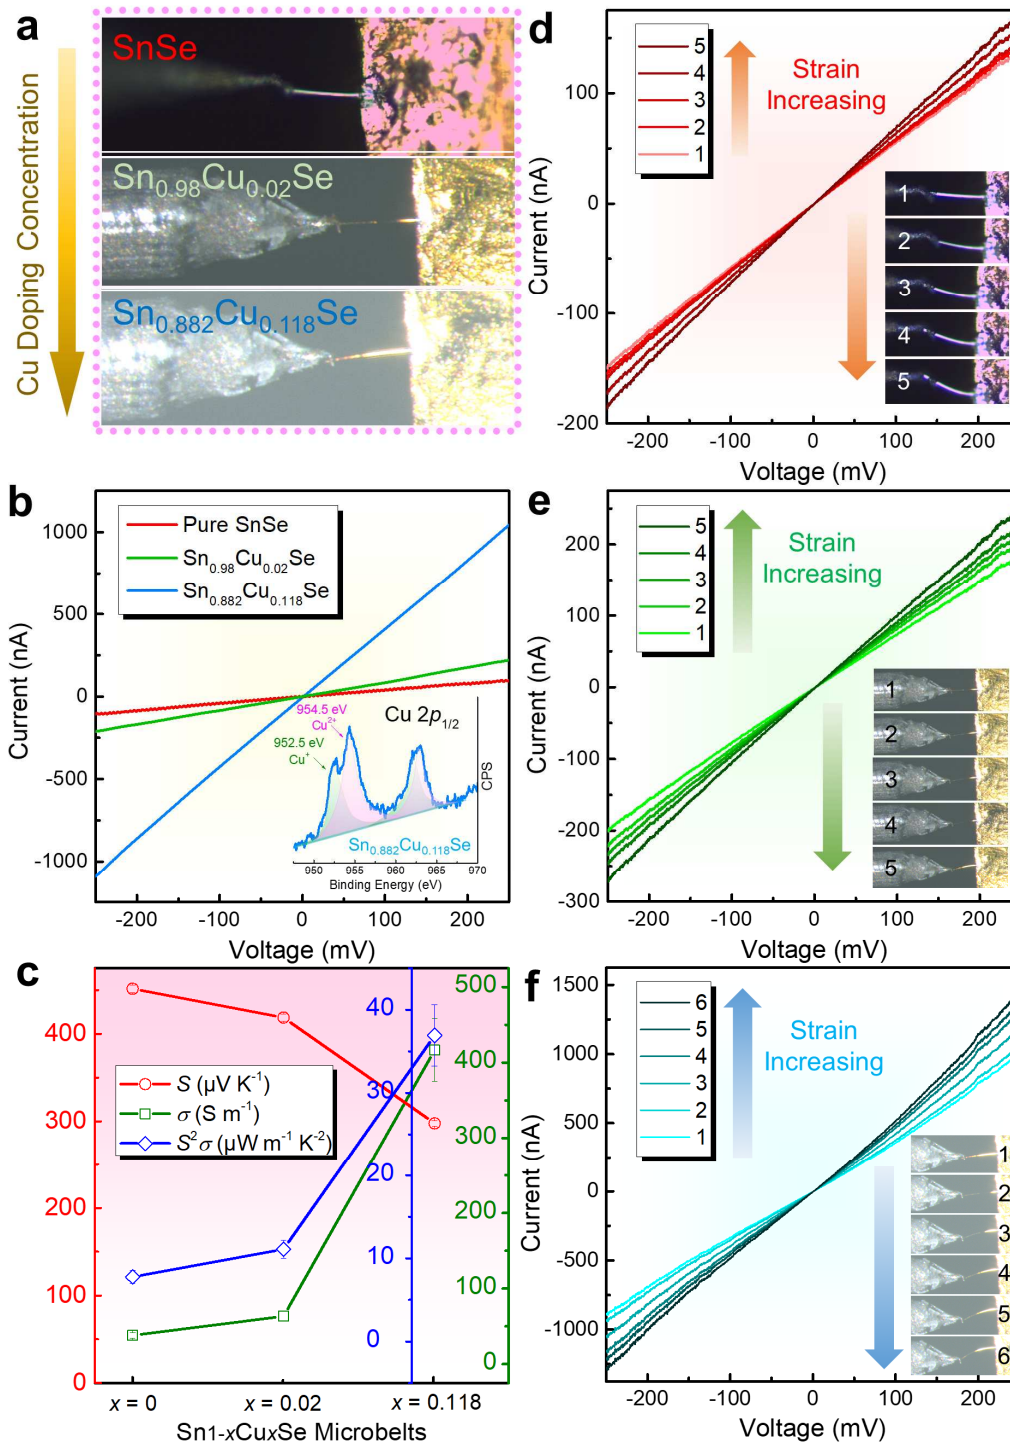 a
SnSe
Sn0.98Cu0.02Se
Sn0.882Cu0.118Se
Cu Doping Concentration
b
Pure SnSe
Sn0.98Cu0.02Se
Sn0.882Cu0.118Se
1000
500
0
-500
-1000
Current (nA)
-200
-100
0
100
200
Voltage (mV)
954.5 eV
Cu2+
952.5 eV
Cu+
Cu 2p1/2
CPS
Sn0.882Cu0.118Se
950
955
960
965
970
Binding Energy (eV)
c
400
300
200
100
0
S (µV K-1)
σ (S m-1)
S2σ (µW m-1 K-2)
40
30
20
10
0
500
400
300
200
100
0
x = 0
x = 0.02
x = 0.118
Sn1-xCuxSe Microbelts
d
5
4
3
2
1
Strain
Increasing
100
0
-100
-200
Current (nA)
1
2
3
4
5
-200
-100
0
100
200
Voltage (mV)
e
5
4
3
2
1
Strain
Increasing
200
100
0
-100
-200
-300
Current (nA)
1
2
3
4
5
-200
-100
0
100
200
Voltage (mV)
f
6
5
4
3
2
1
Strain
Increasing
1500
1000
500
0
-500
-1000
Current (nA)
1
2
3
4
5
6
-200
-100
0
100
200
Voltage (mV)